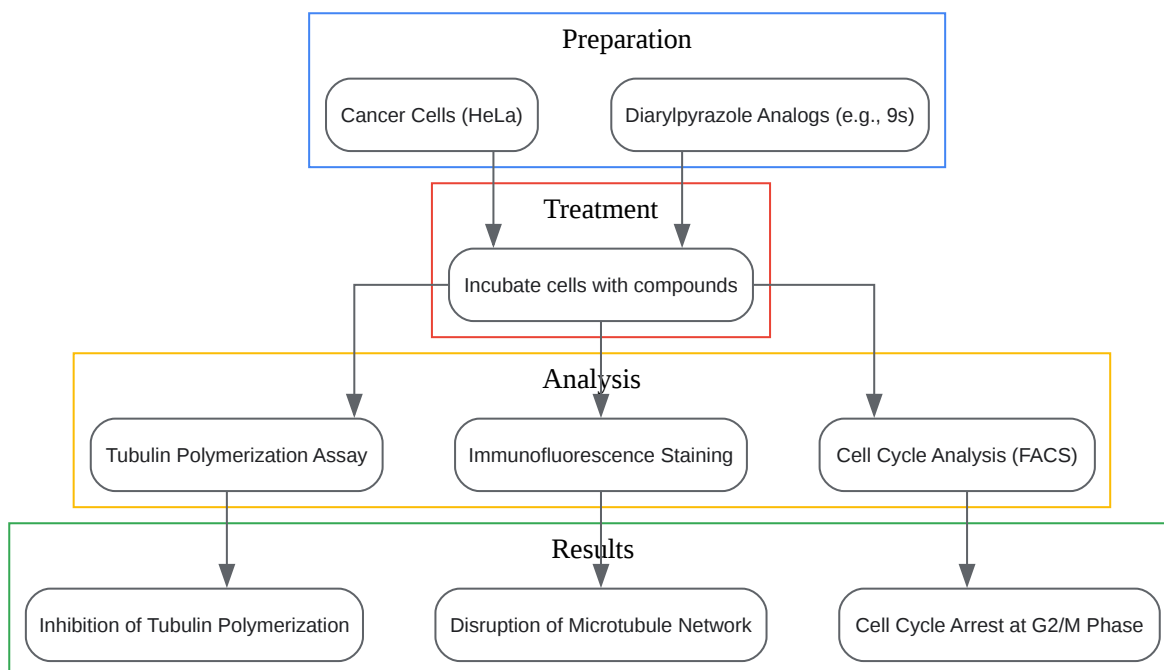 Preparation
Cancer Cells (HeLa)
Diarylpyrazole Analogs (e.g., 9s)
Treatment
Incubate cells with compounds
Analysis
Tubulin Polymerization Assay
Immunofluorescence Staining
Cell Cycle Analysis (FACS)
Results
Inhibition of Tubulin Polymerization
Disruption of Microtubule Network
Cell Cycle Arrest at G2/M Phase